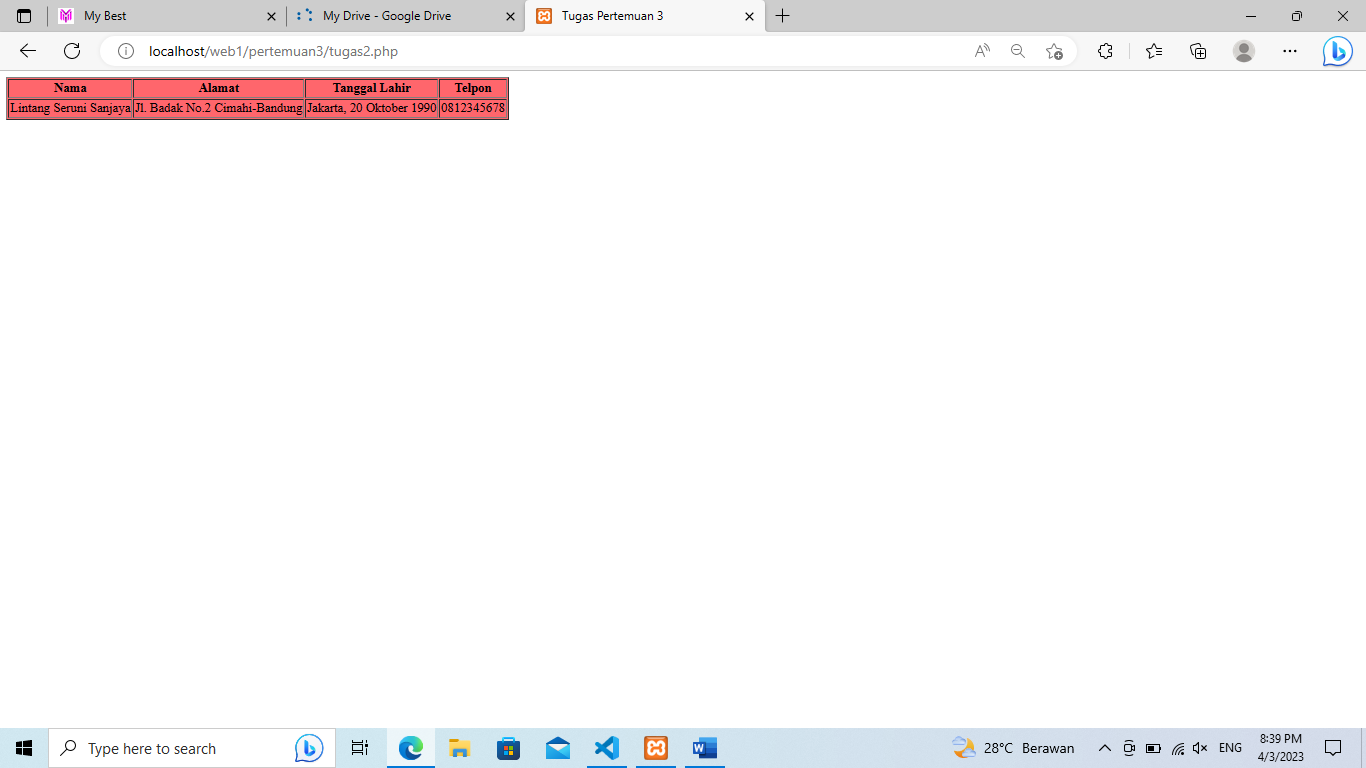 My Best
My Drive - Google Drive
Tugas Pertemuan 3
localhost/web1/pertemuan3/tugas2.php
Nama Alamat Tanggal Lahir Telpon
Lintang Seruni Sanjaya Jl. Badak No.2 Cimahi-Bandung Jakarta, 20 Oktober 1990 0812345678
Type here to search
28°C Berawan
ENG
8:39 PM
4/3/2023